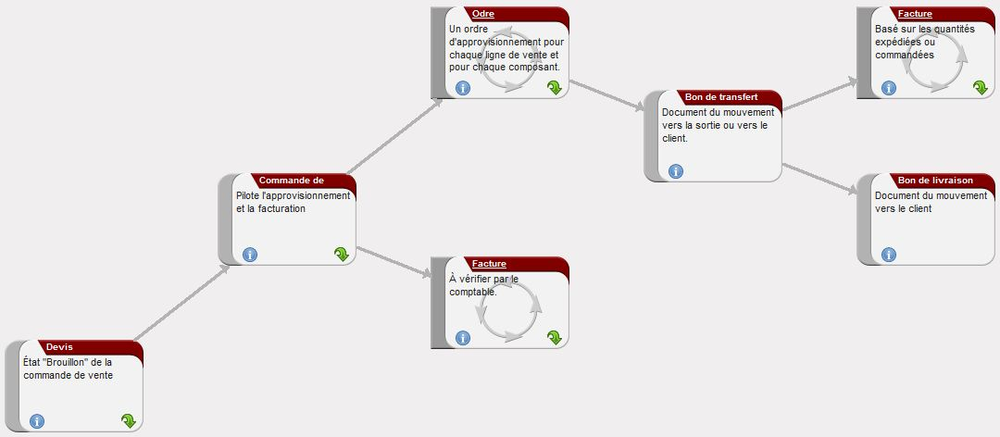 Odre
Un ordre
d'approvisionnement pour
chaque ligne de vente et
pour chaque composant.
Facture
Basé sur les quantités
expédiées ou
commandées
Bon de transfert
Document du mouvement
vers la sortie ou vers le
client.
Commande de
Pilote l'approvisionnement
et la facturation
Bon de livraison
Document du mouvement
vers le client
Facture
À vérifier par le
comptable.
Devis
État "Brouillon" de la
commande de vente